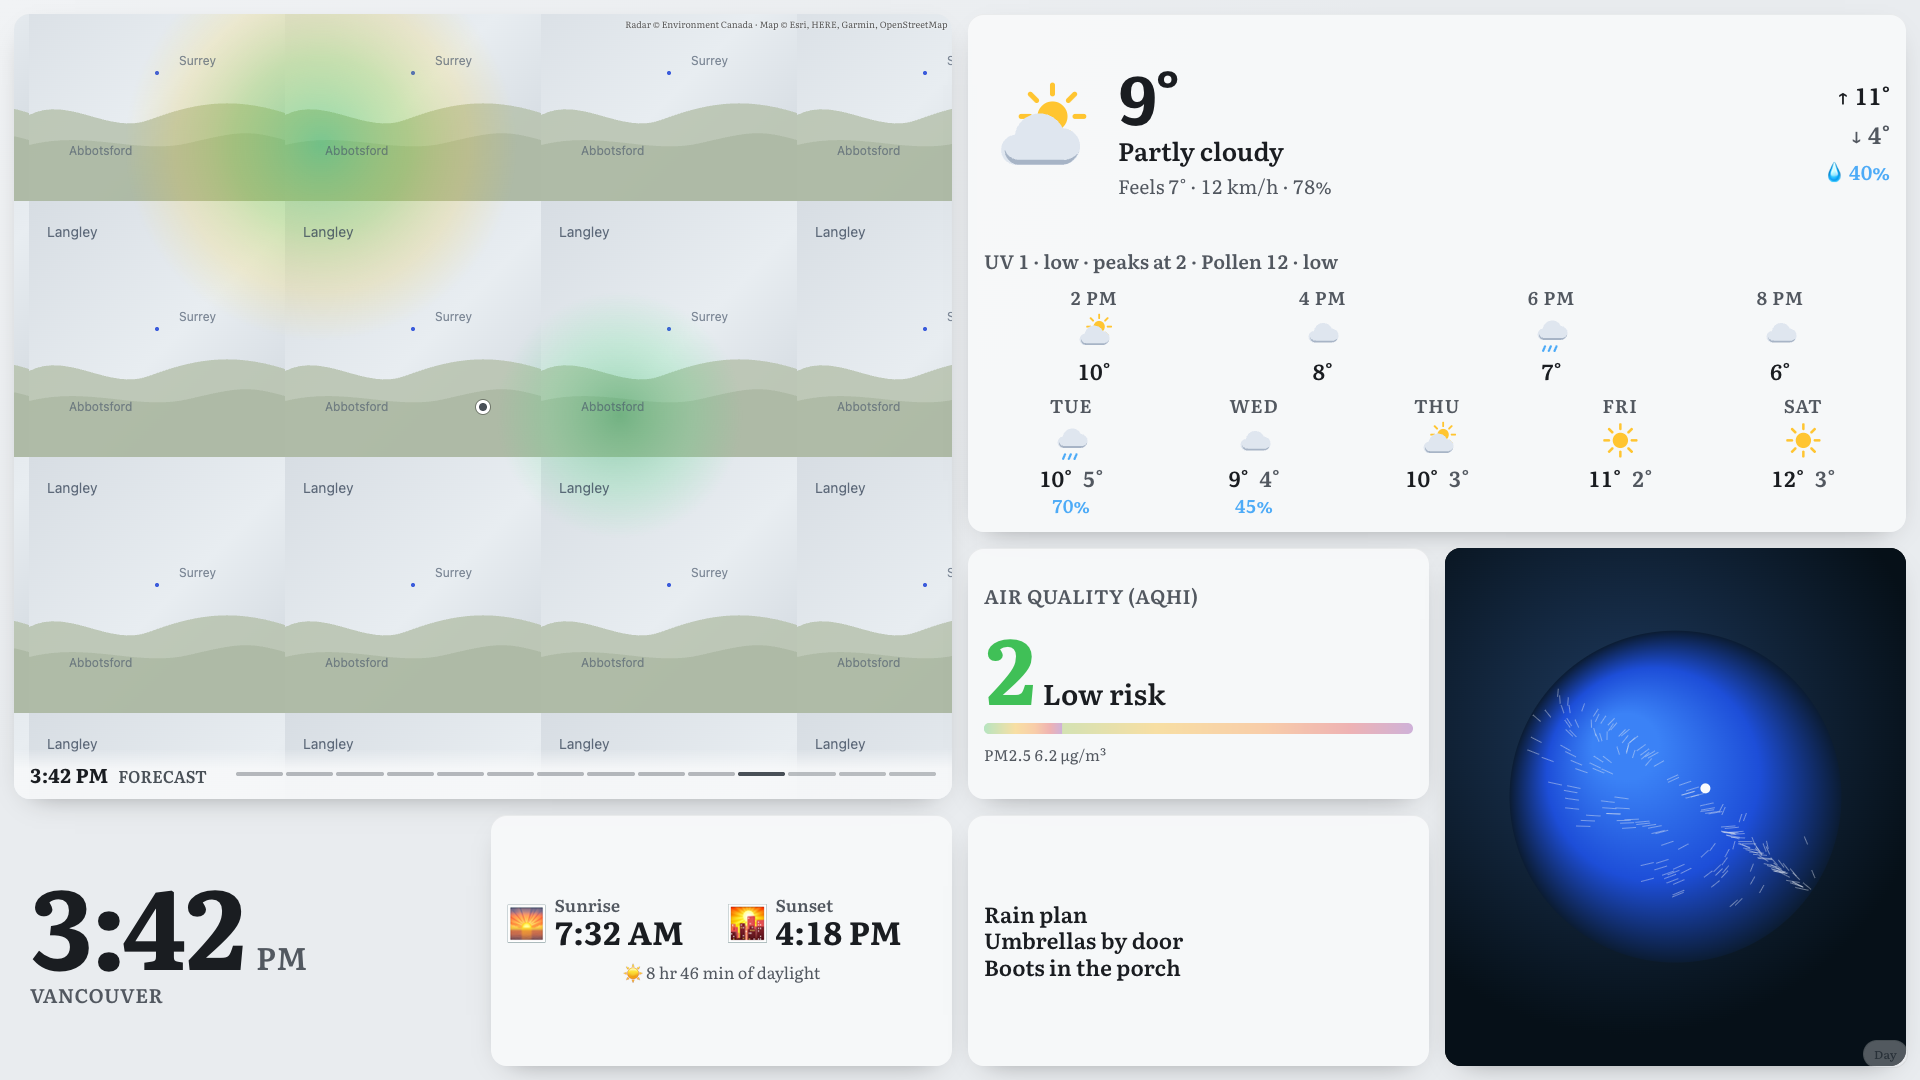 Radar © Environment Canada · Map © Esri, HERE, Garmin, OpenStreetMap
Surrey Surrey Surrey S
Abbotsford Abbotsford Abbotsford Abbotsford
Langley Langley Langley Langley
Surrey Surrey Surrey S
Abbotsford Abbotsford Abbotsford Abbotsford
Langley Langley Langley Langley
Surrey Surrey Surrey S
Abbotsford Abbotsford Abbotsford Abbotsford
Langley Langley Langley Langley
3:42 PM FORECAST
9°
Partly cloudy
Feels 7° · 12 km/h · 78%
↑ 11°
↓ 4°
💧 40%
UV 1 · low · peaks at 2 · Pollen 12 · low
2 PM 4 PM 6 PM 8 PM
10° 8° 7° 6°
TUE WED THU FRI SAT
10° 5° 9° 4° 10° 3° 11° 2° 12° 3°
70% 45%
AIR QUALITY (AQHI)
2 Low risk
PM2.5 6.2 µg/m³
3:42 PM
VANCOUVER
Sunrise
7:32 AM
Sunset
4:18 PM
☀️ 8 hr 46 min of daylight
Rain plan
Umbrellas by door
Boots in the porch
Day